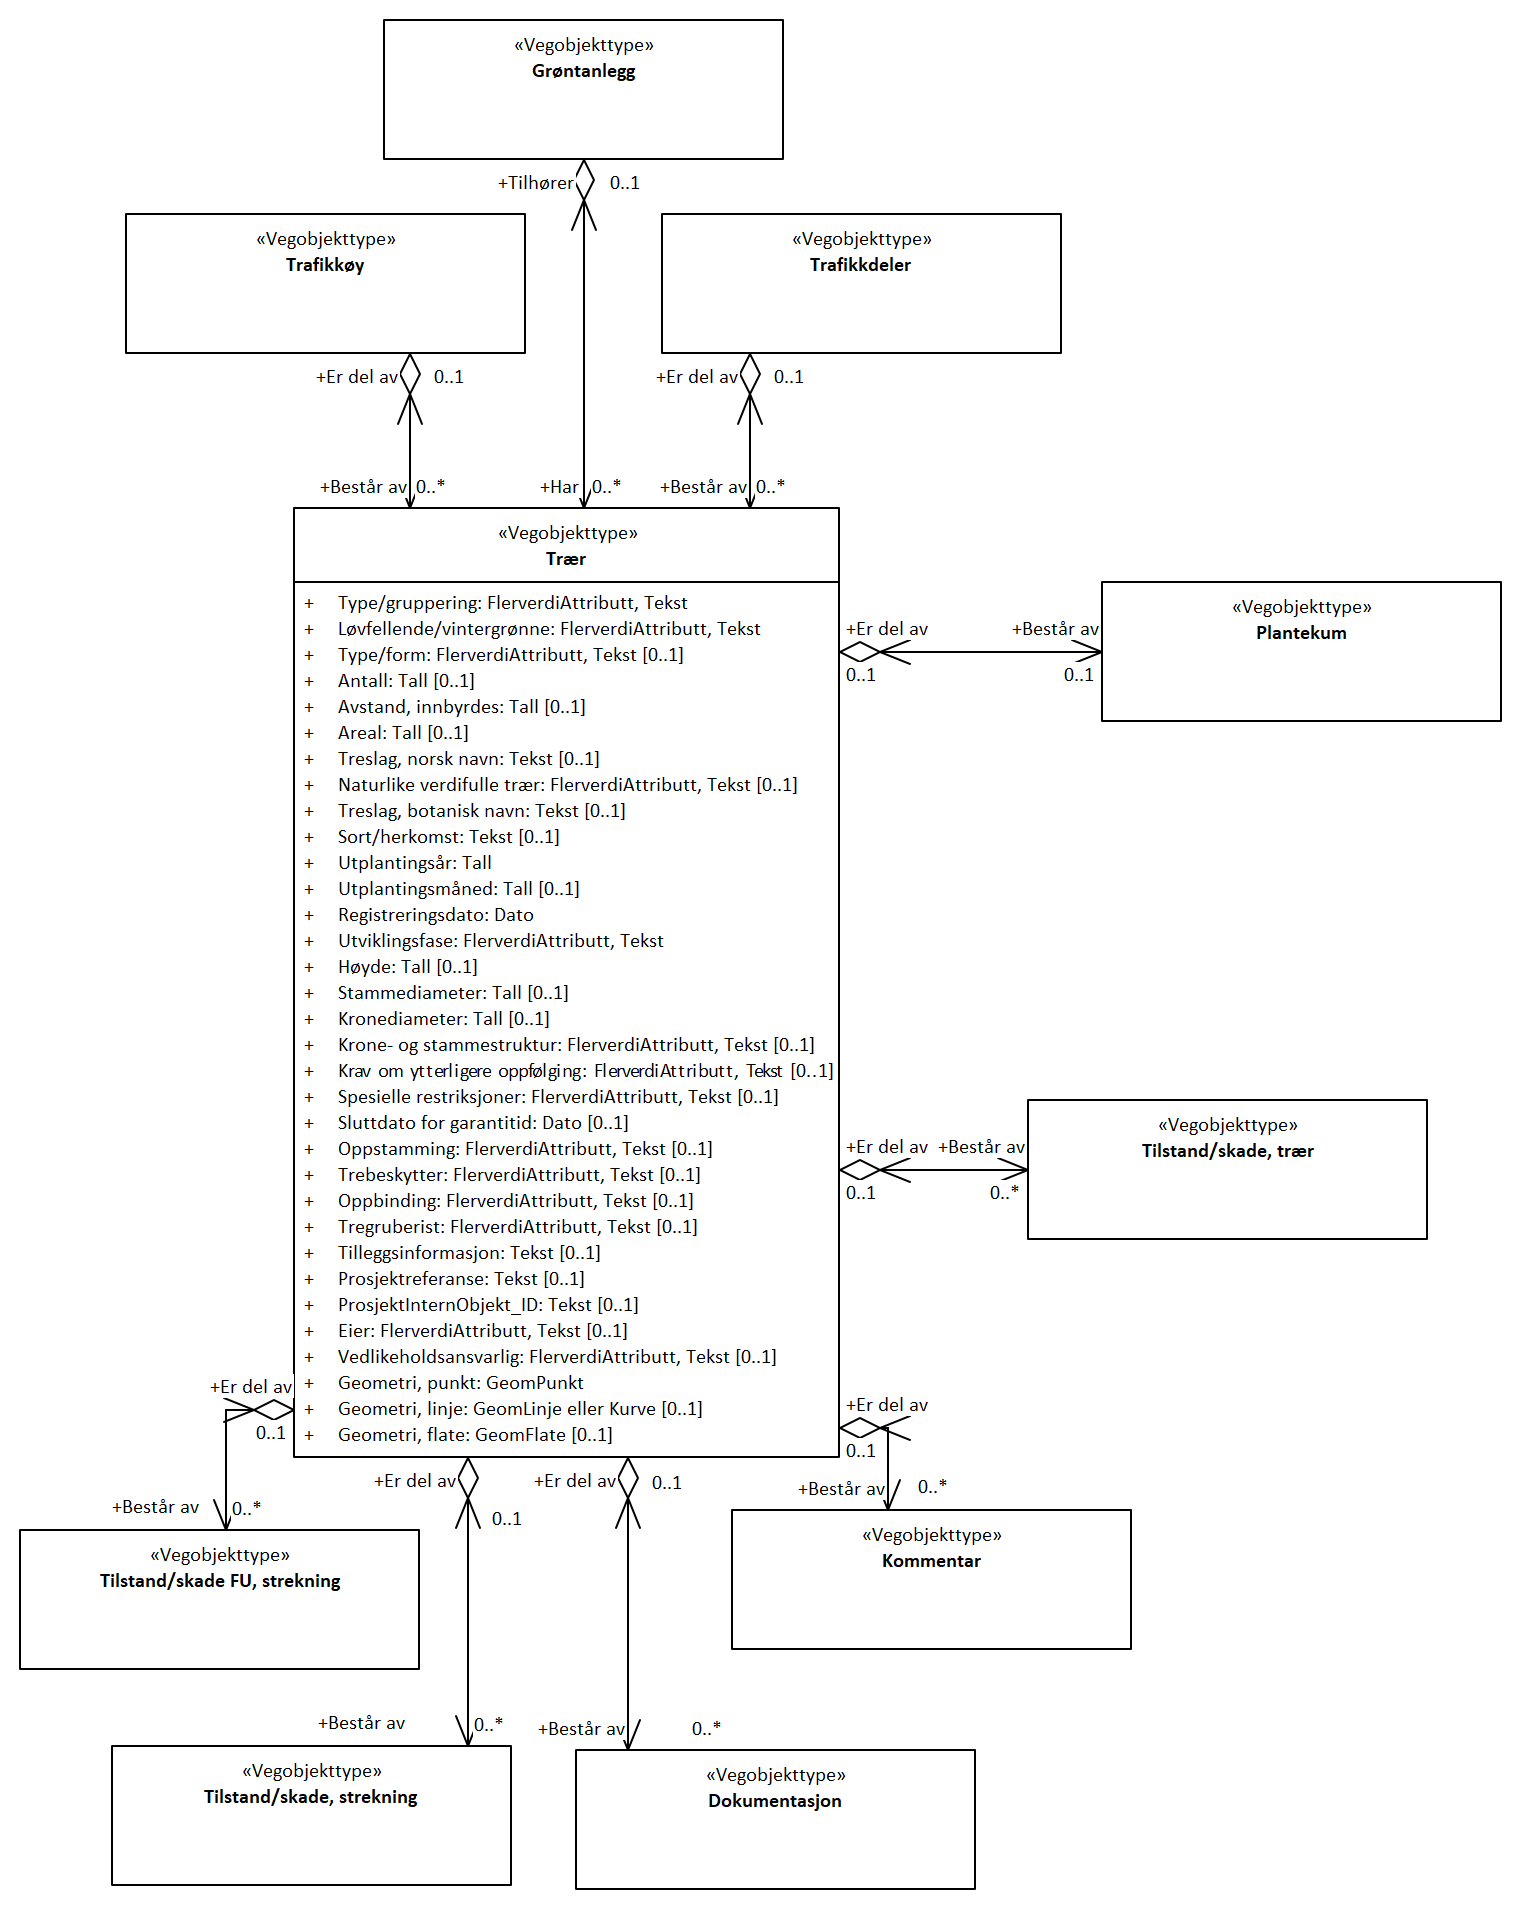 «Vegobjekttype»
Grøntanlegg
+Tilhører 0..1
«Vegobjekttype»
Trafikkøy
«Vegobjekttype»
Trafikkdeler
+Er del av 0..1
+Er del av 0..1
+Består av 0..*
+Har 0..*
+Består av 0..*
«Vegobjekttype»
Trær
+ Type/gruppering: FlerverdiAttributt, Tekst
+ Løvfellende/vintergrønne: FlerverdiAttributt, Tekst
+ Type/form: FlerverdiAttributt, Tekst [0..1]
+ Antall: Tall [0..1]
+ Avstand, innbyrdes: Tall [0..1]
+ Areal: Tall [0..1]
+ Treslag, norsk navn: Tekst [0..1]
+ Naturlike verdifulle trær: FlerverdiAttributt, Tekst [0..1]
+ Treslag, botanisk navn: Tekst [0..1]
+ Sort/herkomst: Tekst [0..1]
+ Utplantingsår: Tall
+ Utplantingsmåned: Tall [0..1]
+ Registreringsdato: Dato
+ Utviklingsfase: FlerverdiAttributt, Tekst
+ Høyde: Tall [0..1]
+ Stammediameter: Tall [0..1]
+ Kronediameter: Tall [0..1]
+ Krone- og stammestruktur: FlerverdiAttributt, Tekst [0..1]
+ Krav om ytterligere oppfølging: FlerverdiAttributt, Tekst [0..1]
+ Spesielle restriksjoner: FlerverdiAttributt, Tekst [0..1]
+ Sluttdato for garantitid: Dato [0..1]
+ Oppstamming: FlerverdiAttributt, Tekst [0..1]
+ Trebeskytter: FlerverdiAttributt, Tekst [0..1]
+ Oppbinding: FlerverdiAttributt, Tekst [0..1]
+ Tregruberist: FlerverdiAttributt, Tekst [0..1]
+ Tilleggsinformasjon: Tekst [0..1]
+ Prosjektreferanse: Tekst [0..1]
+ ProsjektInternObjekt_ID: Tekst [0..1]
+ Eier: FlerverdiAttributt, Tekst [0..1]
+ Vedlikeholdsansvarlig: FlerverdiAttributt, Tekst [0..1]
+ Geometri, punkt: GeomPunkt
+ Geometri, linje: GeomLinje eller Kurve [0..1]
+ Geometri, flate: GeomFlate [0..1]
+Er del av +Består av
0..1 0..1
«Vegobjekttype»
Plantekum
+Er del av +Består av
0..1 0..*
«Vegobjekttype»
Tilstand/skade, trær
+Er del av
0..1
+Består av 0..*
«Vegobjekttype»
Tilstand/skade FU, strekning
+Er del av
0..1
+Består av 0..*
«Vegobjekttype»
Kommentar
+Er del av
0..1
+Består av 0..*
«Vegobjekttype»
Tilstand/skade, strekning
+Er del av 0..1
+Består av 0..*
«Vegobjekttype»
Dokumentasjon